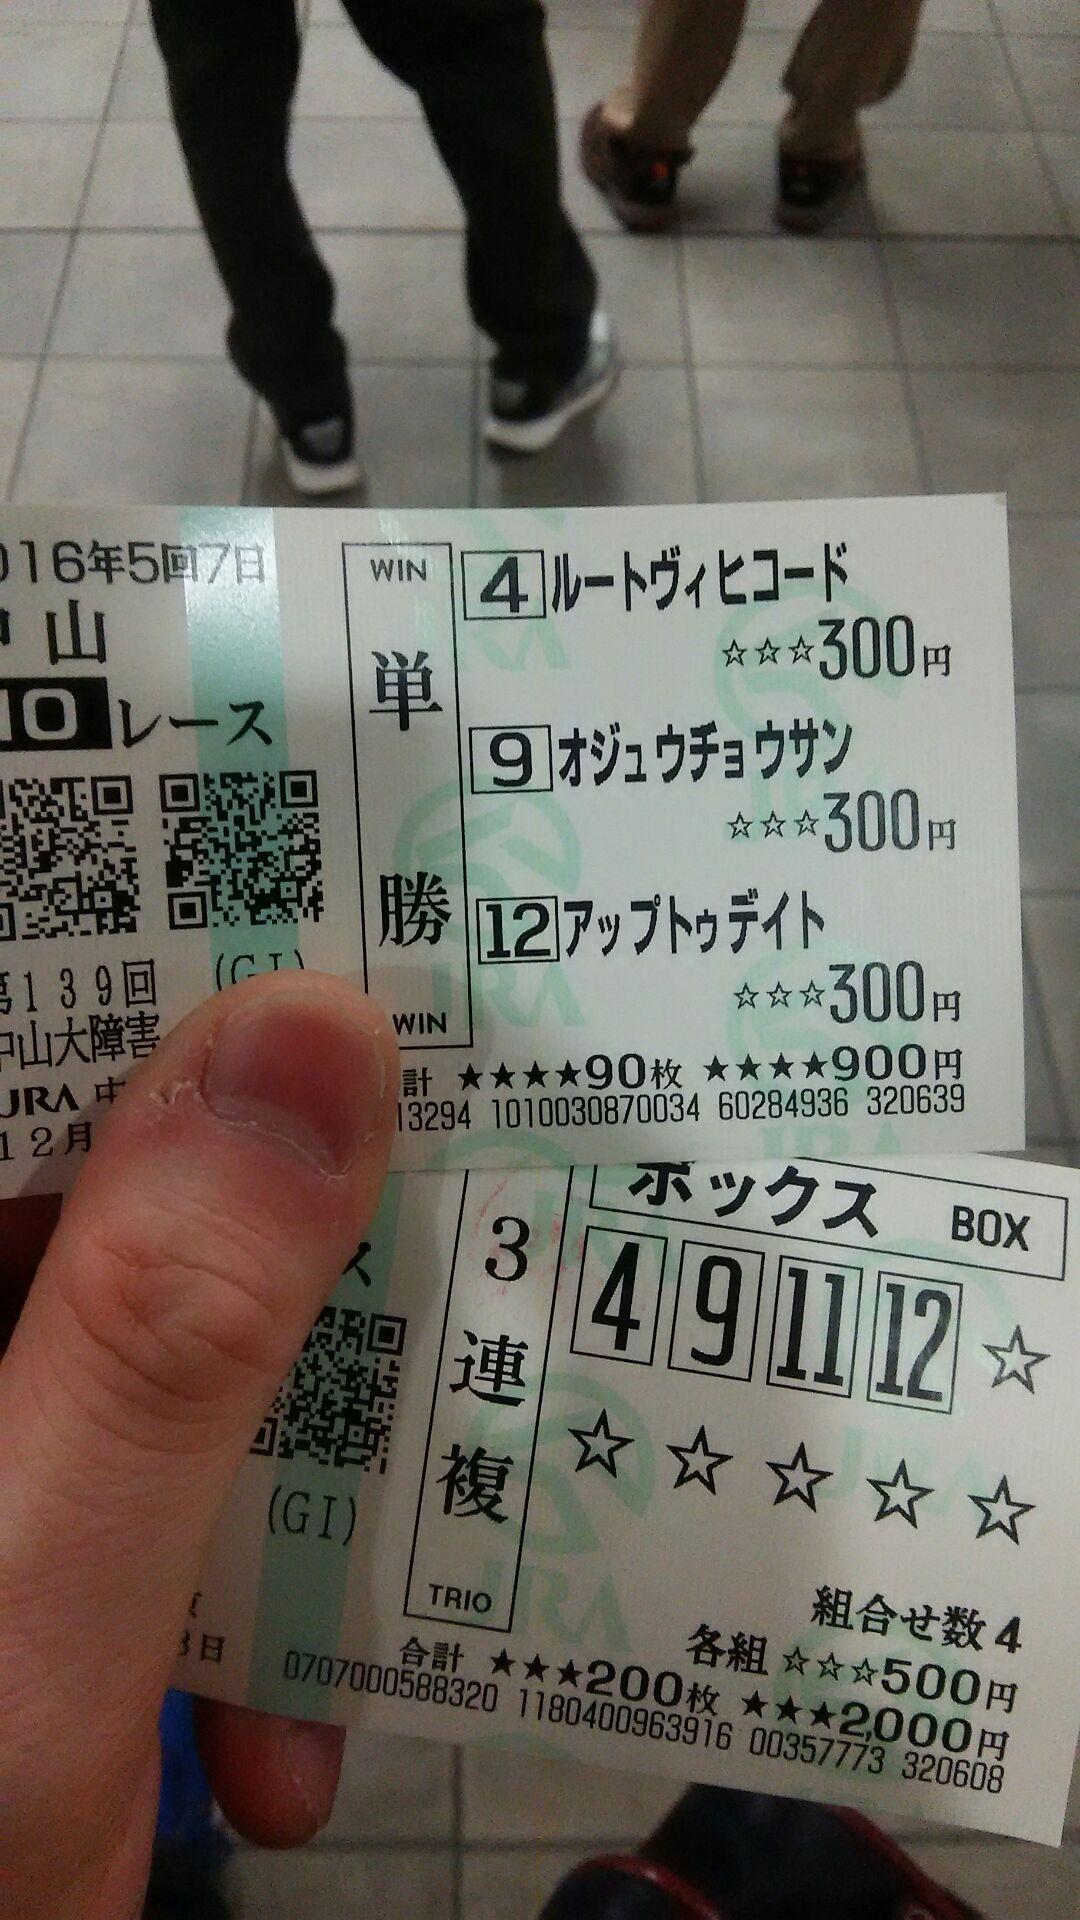 016年5回7日
中山
10レース
(GI)
第139回
中山大障害
JRA 中
12月
WIN
単勝
WIN
4 ルートヴィヒコード
☆☆☆300円
9 オジュウチョウサン
☆☆☆300円
12 アップトゥデイト
☆☆☆300円
計 ★★★★90枚 ★★★★900円
13294 1010030870034 60284936 320639
ス
(GI)
日
3連複
TRIO
ボックス BOX
4 9 11 12 ☆
☆ ☆ ☆ ☆ ☆
組合せ数 4
各組 ☆☆☆500円
合計 ★★★200枚 ★★★2,000円
0707000588320 1180400963916 00357773 320608